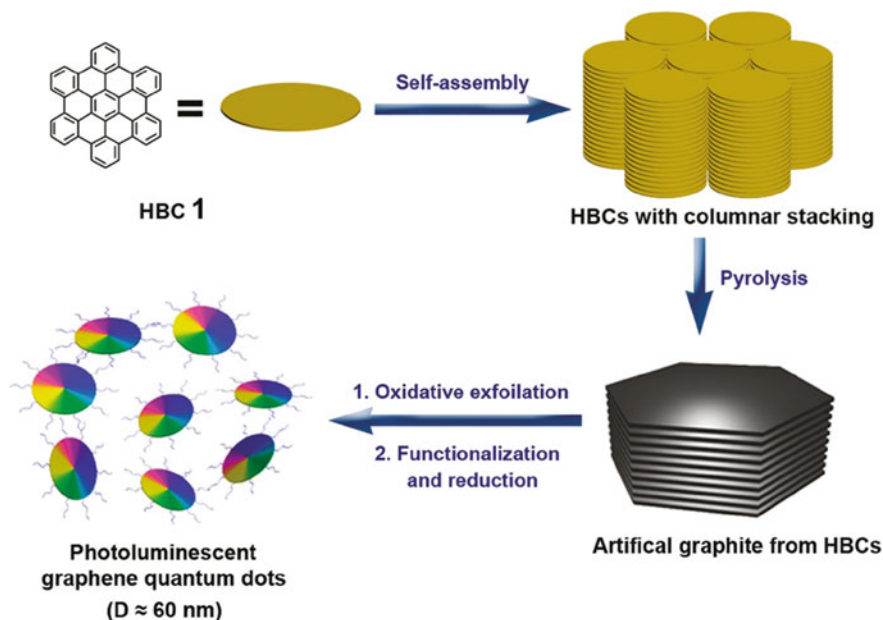 HBC 1
=
Self-assembly
HBCs with columnar stacking
Pyrolysis
Artifical graphite from HBCs
1. Oxidative exfoilation
2. Functionalization
and reduction
Photoluminescent
graphene quantum dots
(D ≈ 60 nm)